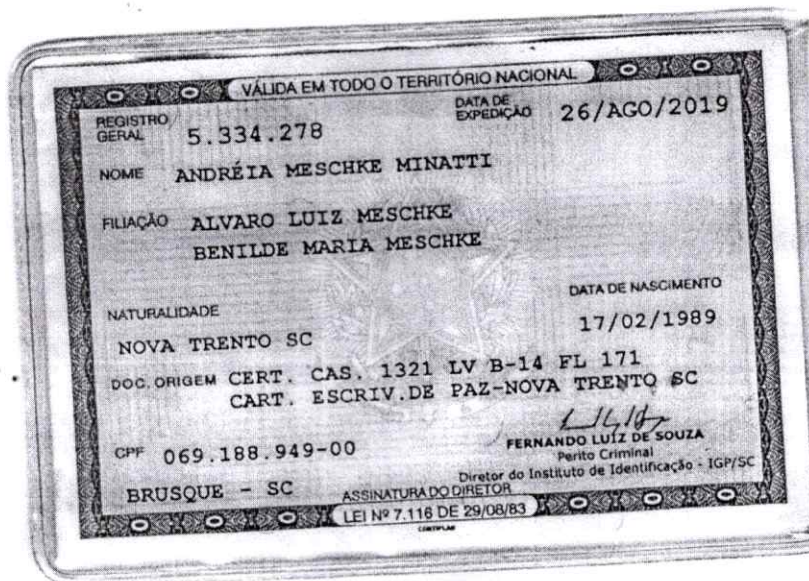 VÁLIDA EM TODO O TERRITÓRIO NACIONAL
REGISTRO GERAL 5.334.278 DATA DE EXPEDIÇÃO 26/AGO/2019
NOME ANDRÉIA MESCHKE MINATTI
FILIAÇÃO ALVARO LUIZ MESCHKE
BENILDE MARIA MESCHKE
NATURALIDADE DATA DE NASCIMENTO
NOVA TRENTO SC 17/02/1989
DOC. ORIGEM CERT. CAS. 1321 LV B-14 FL 171
CART. ESCRIV.DE PAZ-NOVA TRENTO SC
CPF 069.188.949-00
FERNANDO LUIZ DE SOUZA
Perito Criminal
Diretor do Instituto de Identificação - IGP/SC
BRUSQUE - SC ASSINATURA DO DIRETOR
LEI Nº 7.116 DE 29/08/83